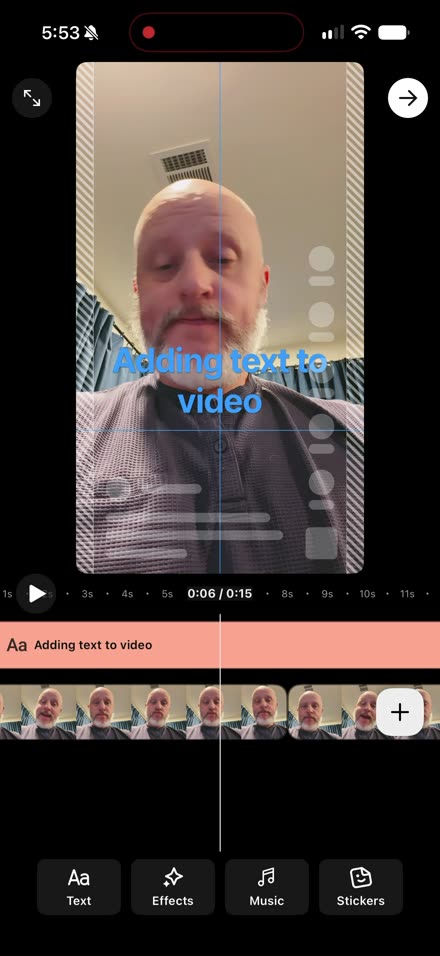 5:53
Adding text to
video
1s
3s
4s
5s
0:06 / 0:15
8s
9s
10s
11s
Aa Adding text to video
Aa
Text
Effects
Music
Stickers